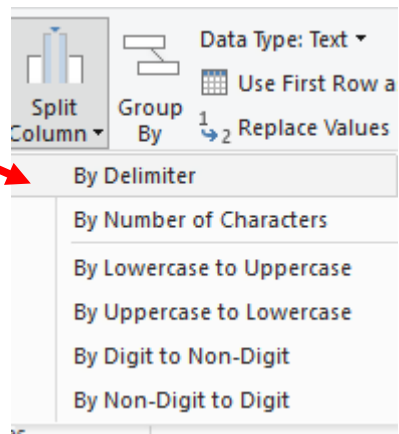 Data Type: Text
Use First Row a
Split Column
Group By
1 2 Replace Values
By Delimiter
By Number of Characters
By Lowercase to Uppercase
By Uppercase to Lowercase
By Digit to Non-Digit
By Non-Digit to Digit